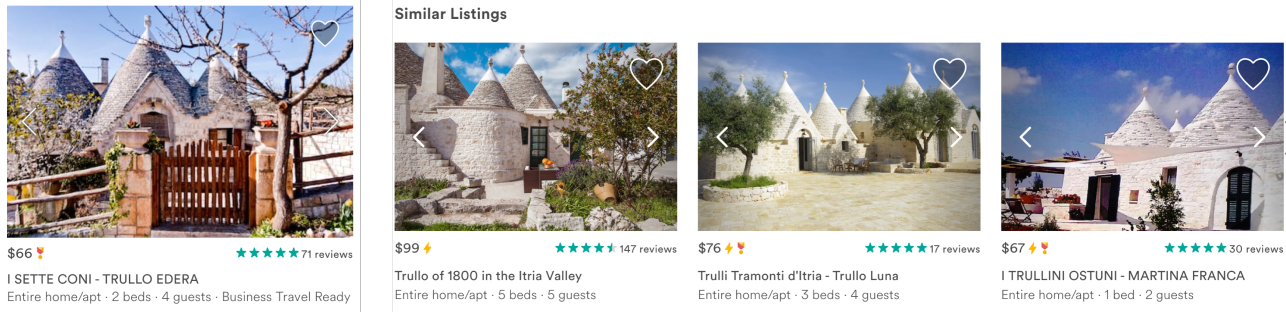 $66
71 reviews
I SETTE CONI - TRULLO EDERA
Entire home/apt · 2 beds · 4 guests · Business Travel Ready
Similar Listings
$99
147 reviews
Trullo of 1800 in the Itria Valley
Entire home/apt · 5 beds · 5 guests
$76
17 reviews
Trulli Tramonti d'Itria - Trullo Luna
Entire home/apt · 3 beds · 4 guests
$67
30 reviews
I TRULLINI OSTUNI - MARTINA FRANCA
Entire home/apt · 1 bed · 2 guests